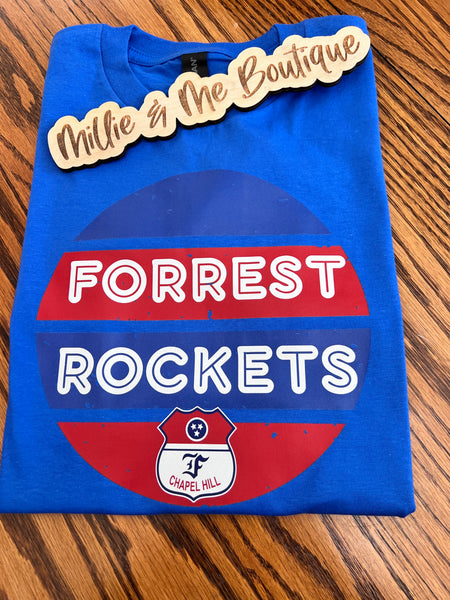 Millie & Me Boutique
FORREST
ROCKETS
F
CHAPEL HILL